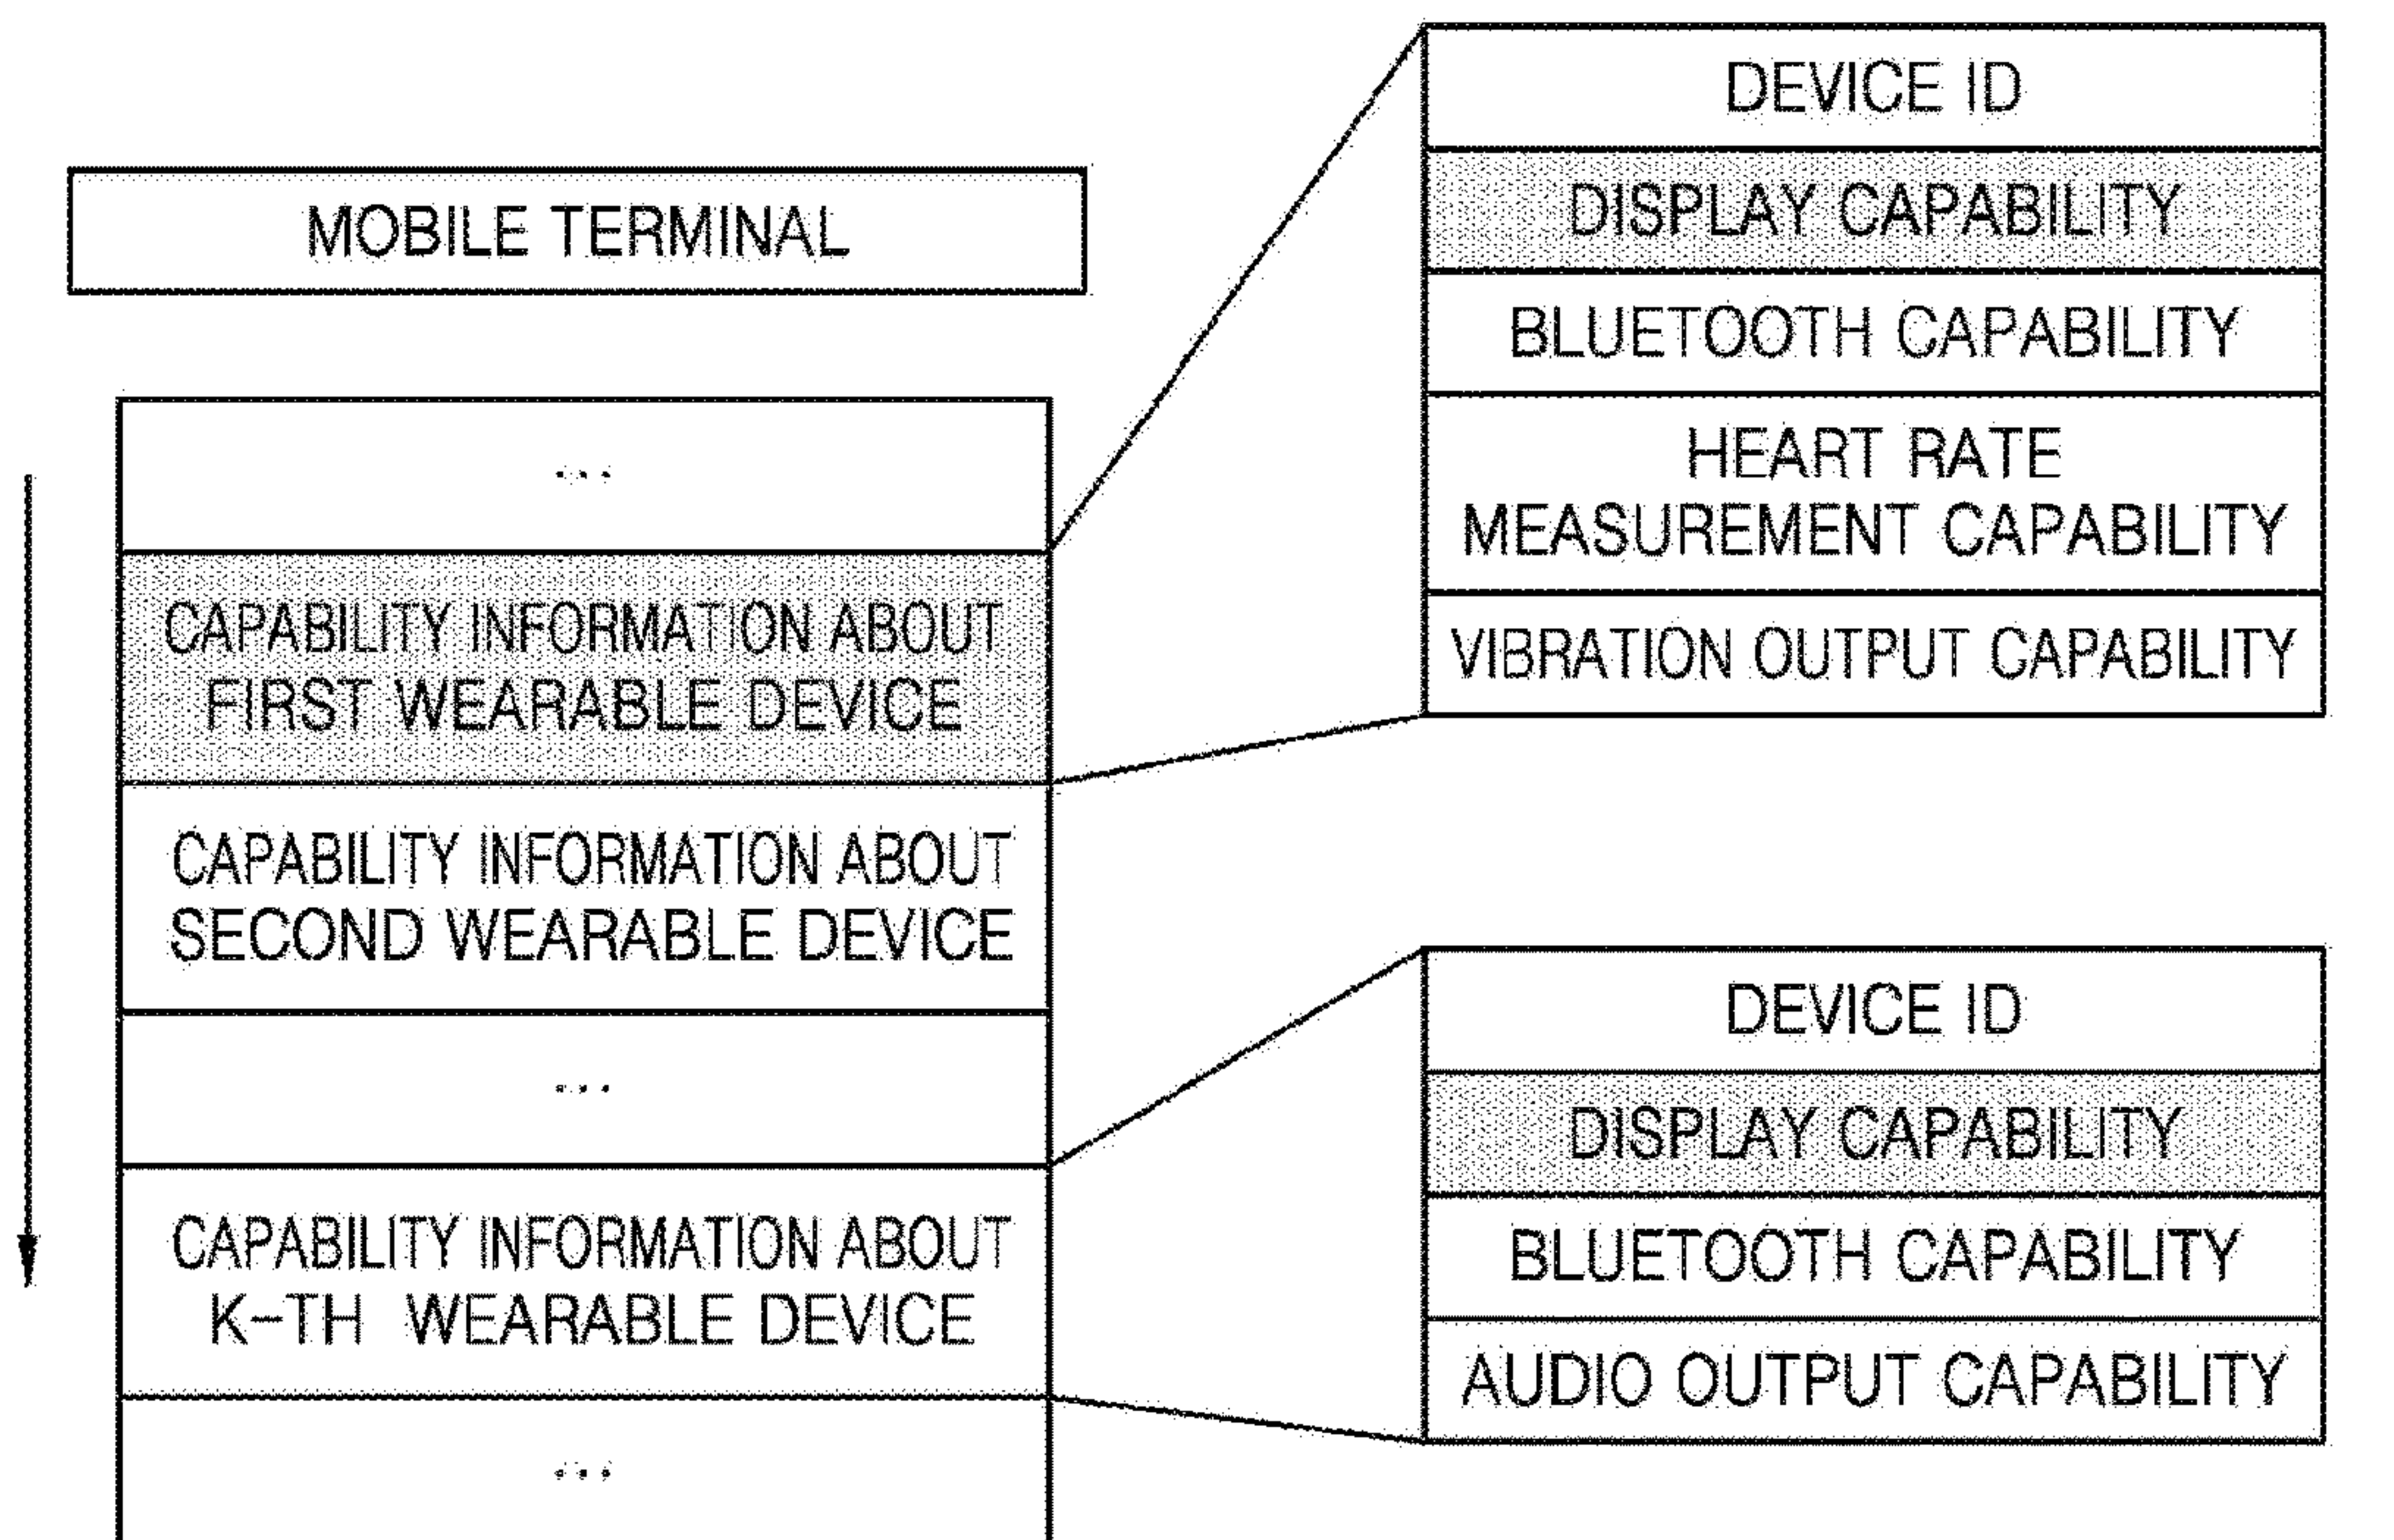 MOBILE TERMINAL
...
CAPABILITY INFORMATION ABOUT
FIRST WEARABLE DEVICE
CAPABILITY INFORMATION ABOUT
SECOND WEARABLE DEVICE
...
CAPABILITY INFORMATION ABOUT
K-TH WEARABLE DEVICE
...
DEVICE ID
DISPLAY CAPABILITY
BLUETOOTH CAPABILITY
HEART RATE
MEASUREMENT CAPABILITY
VIBRATION OUTPUT CAPABILITY
DEVICE ID
DISPLAY CAPABILITY
BLUETOOTH CAPABILITY
AUDIO OUTPUT CAPABILITY